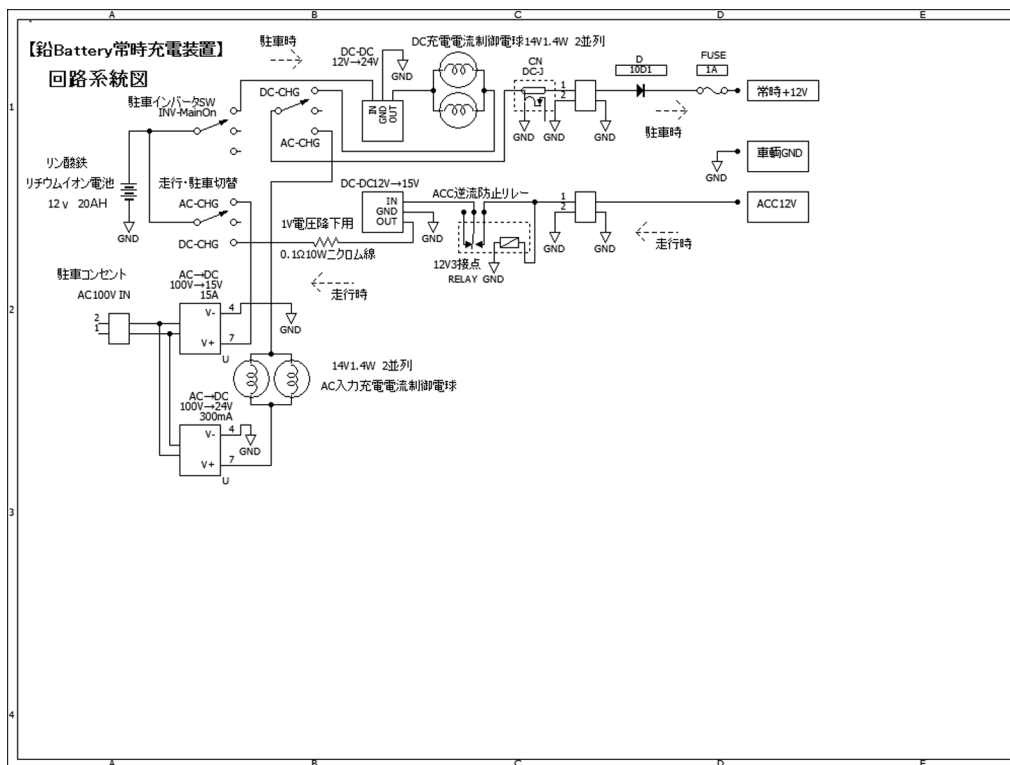 A B C D E
【鉛Battery常時充電装置】
回路系統図
駐車時
DC-DC
12V→24V
GND
DC充電電流制御電球14V1.4W 2並列
CN
DC-J
D
10D1
FUSE
1A
1
2
常時+12V
駐車時
駐車インバータSW
INV-MainOn
DC-CHG
AC-CHG
IN
GND
OUT
GND
GND
GND
GND
車輌GND
GND
リン酸鉄
リチウムイオン電池
12v 20AH
GND
走行・駐車切替
AC-CHG
DC-CHG
1V電圧降下用
0.1Ω10Wニクロム線
DC-DC12V→15V
IN
GND
OUT
GND
ACC逆流防止リレー
12V3接点
RELAY
GND
1
2
GND
GND
ACC12V
走行時
走行時
駐車コンセント
AC100V IN
2
1
AC→DC
100V→15V
15A
V-
4
V+
7
U
GND
14V1.4W 2並列
AC入力充電電流制御電球
AC→DC
100V→24V
300mA
V-
4
V+
7
U
GND
1
2
3
4
A B C D E